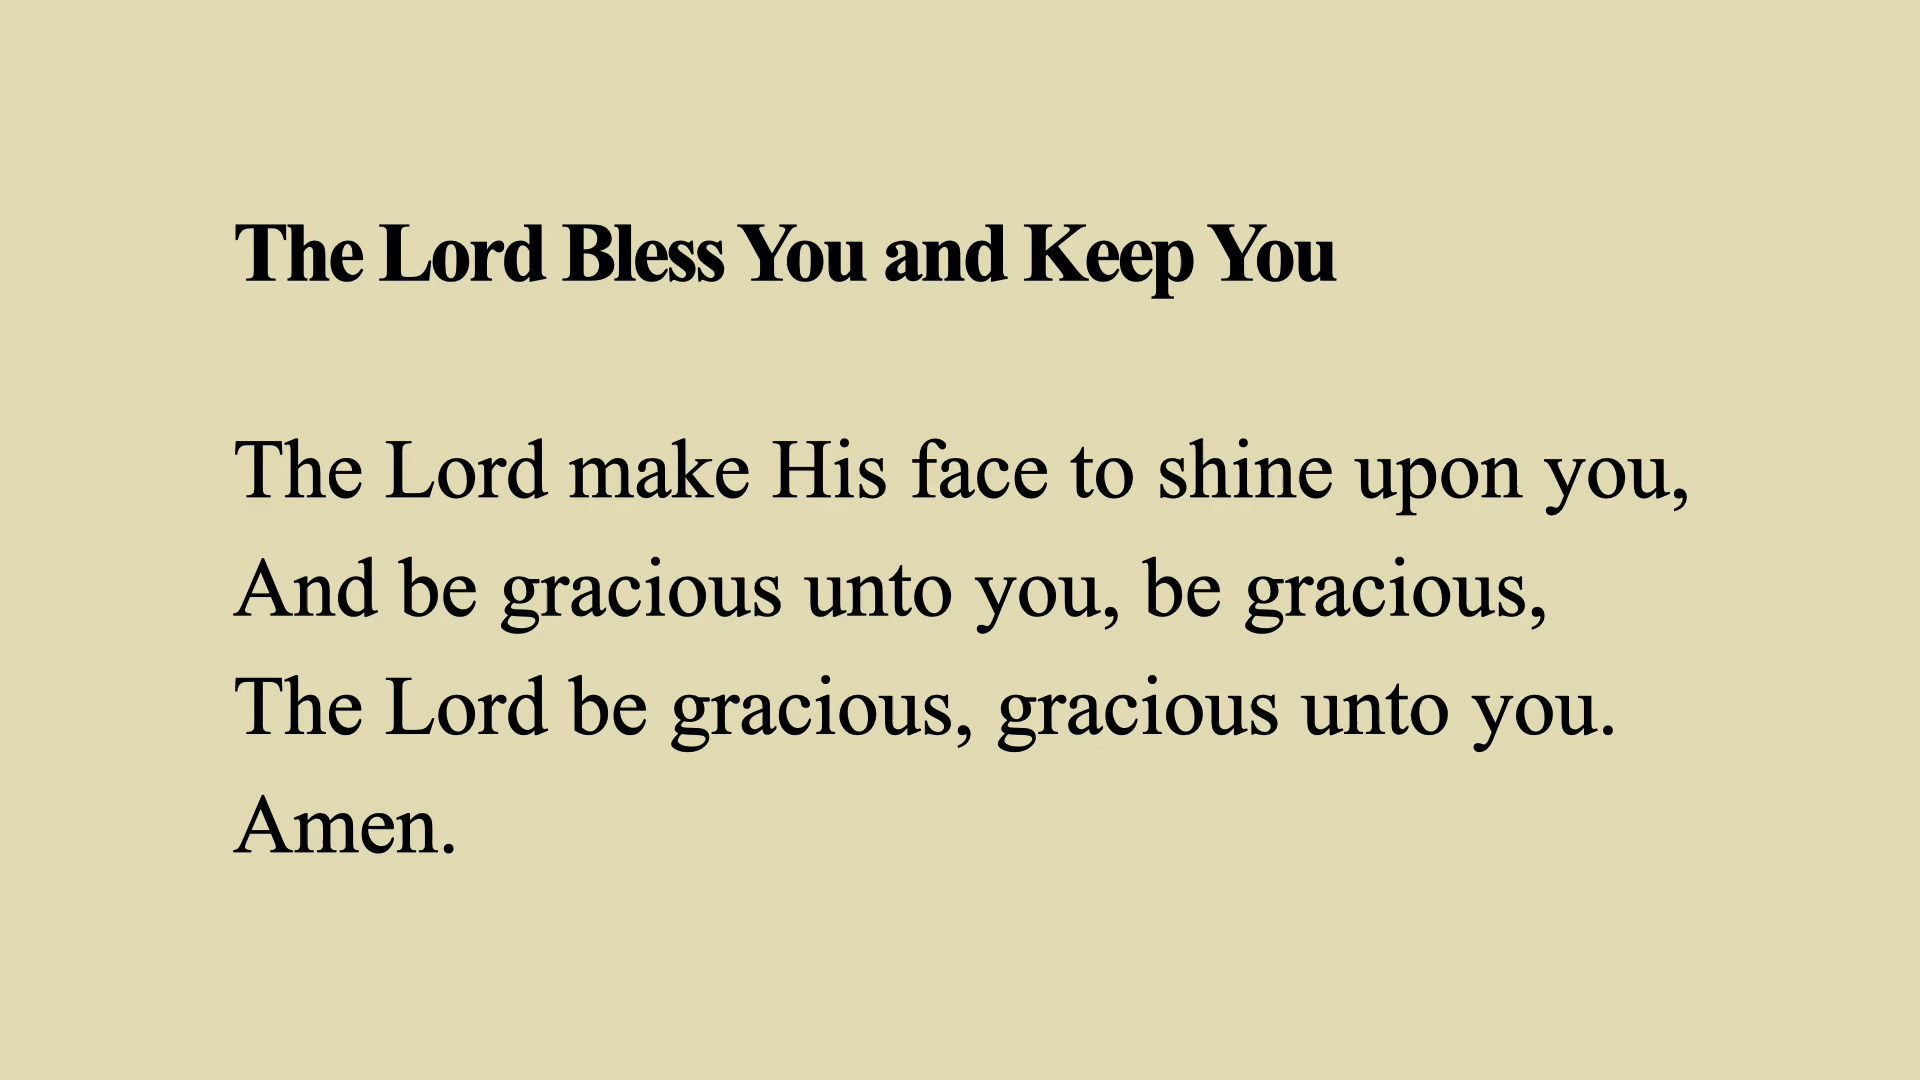 The Lord Bless You and Keep You
The Lord make His face to shine upon you,
And be gracious unto you, be gracious,
The Lord be gracious, gracious unto you.
Amen.